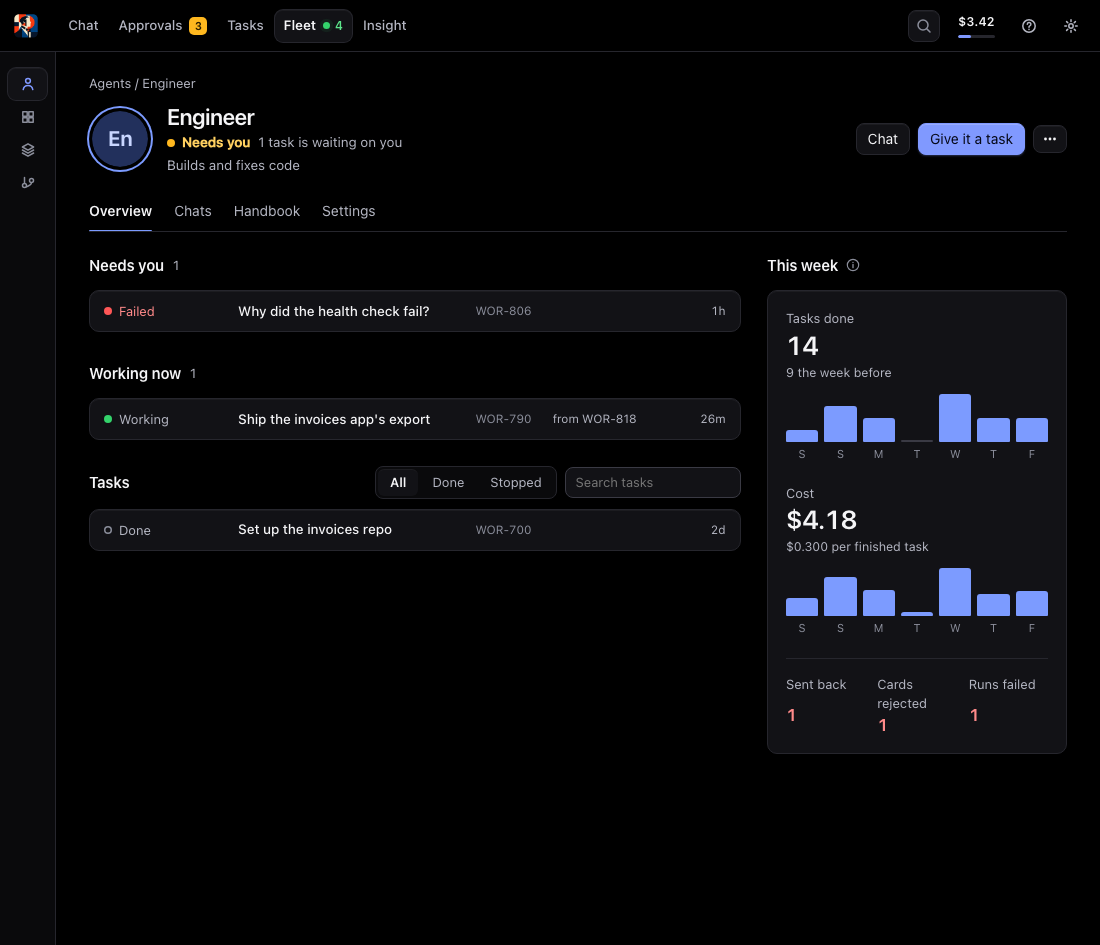 Chat Approvals 3 Tasks Fleet 4 Insight $3.42
Agents / Engineer
En
Engineer
Needs you 1 task is waiting on you
Builds and fixes code
Chat Give it a task
Overview Chats Handbook Settings
Needs you 1
Failed Why did the health check fail? WOR-806 1h
Working now 1
Working Ship the invoices app's export WOR-790 from WOR-818 26m
Tasks All Done Stopped Search tasks
Done Set up the invoices repo WOR-700 2d
This week
Tasks done
14
9 the week before
S S M T W T F
Cost
$4.18
$0.300 per finished task
S S M T W T F
Sent back Cards rejected Runs failed
1 1 1